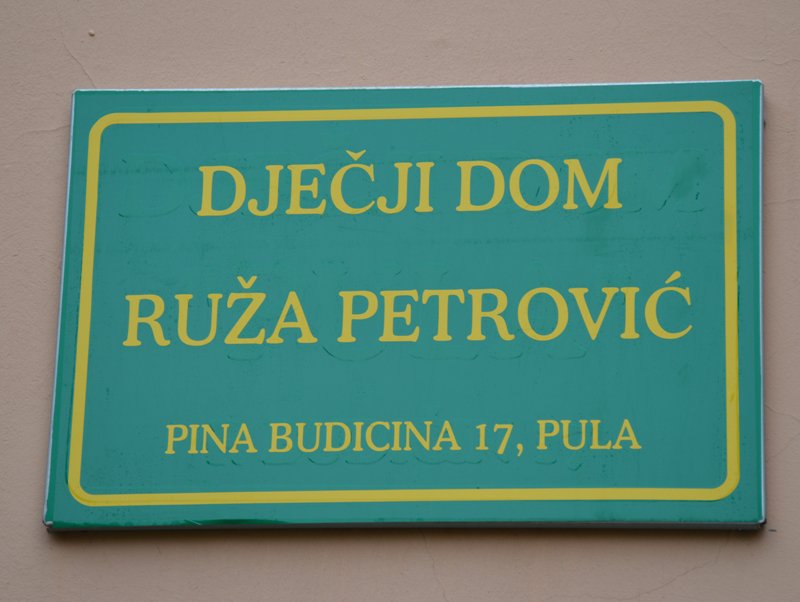 DJEČJI DOM
RUŽA PETROVIĆ
PINA BUDICINA 17, PULA